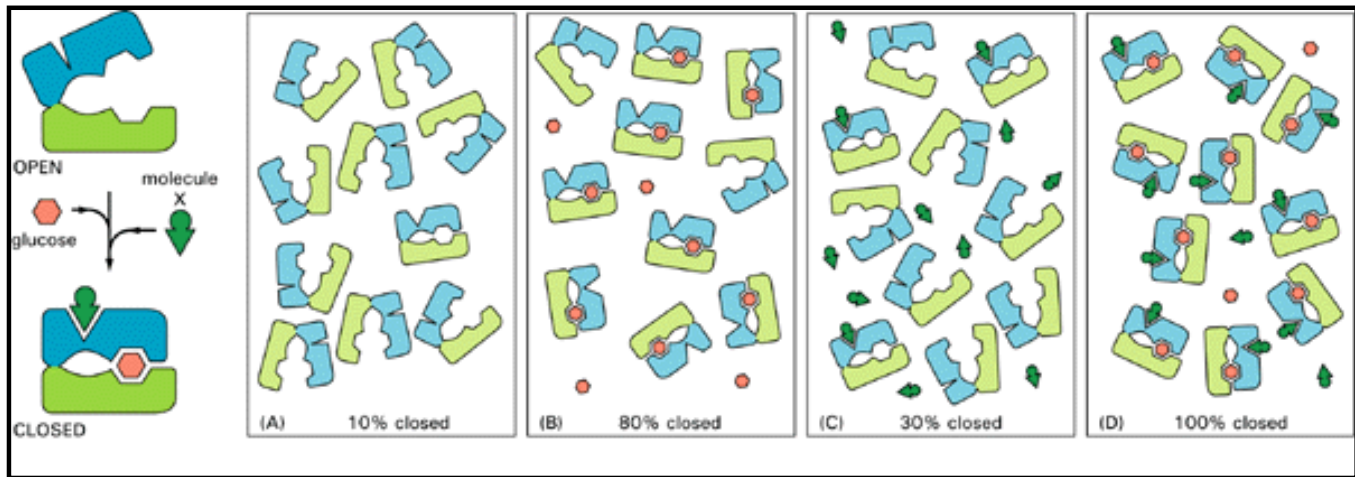 OPEN
molecule
X
glucose
CLOSED
(A) 10% closed
(B) 80% closed
(C) 30% closed
(D) 100% closed